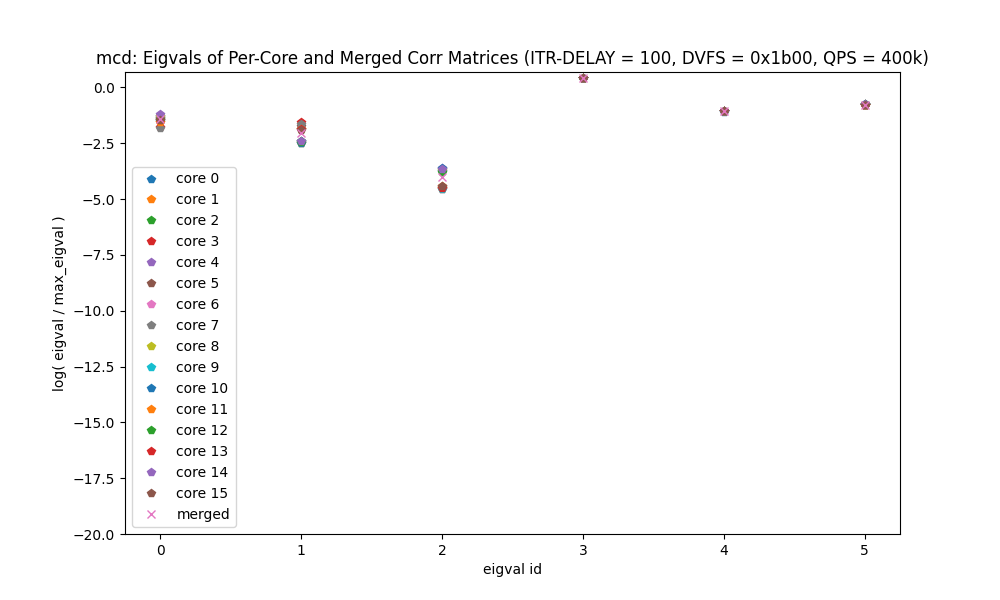 mcd: Eigvals of Per-Core and Merged Corr Matrices (ITR-DELAY = 100, DVFS = 0x1b00, QPS = 400k)
log( eigval / max_eigval )
0.0
−2.5
−5.0
−7.5
−10.0
−12.5
−15.0
−17.5
−20.0
core 0
core 1
core 2
core 3
core 4
core 5
core 6
core 7
core 8
core 9
core 10
core 11
core 12
core 13
core 14
core 15
merged
0 1 2 3 4 5
eigval id